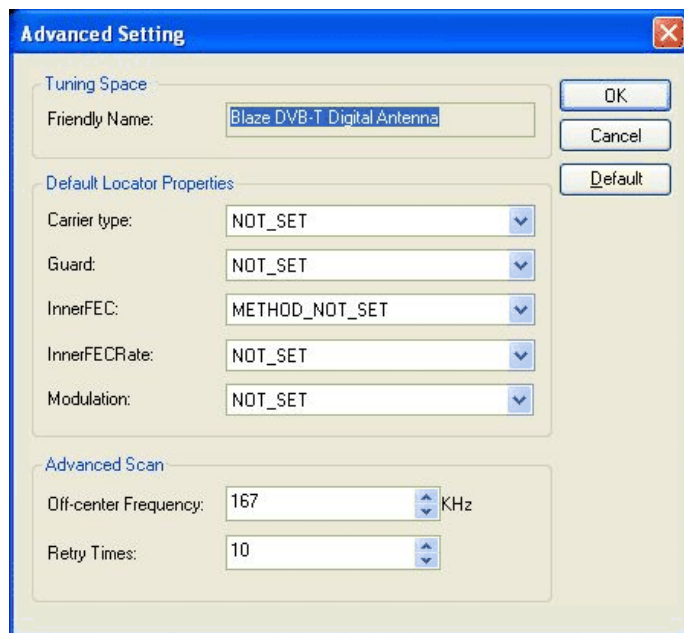 Advanced Setting
Tuning Space
Friendly Name: Blaze DVB-T Digital Antenna
OK
Cancel
Default
Default Locator Properties
Carrier type: NOT_SET
Guard: NOT_SET
InnerFEC: METHOD_NOT_SET
InnerFECRate: NOT_SET
Modulation: NOT_SET
Advanced Scan
Off-center Frequency: 167 KHz
Retry Times: 10